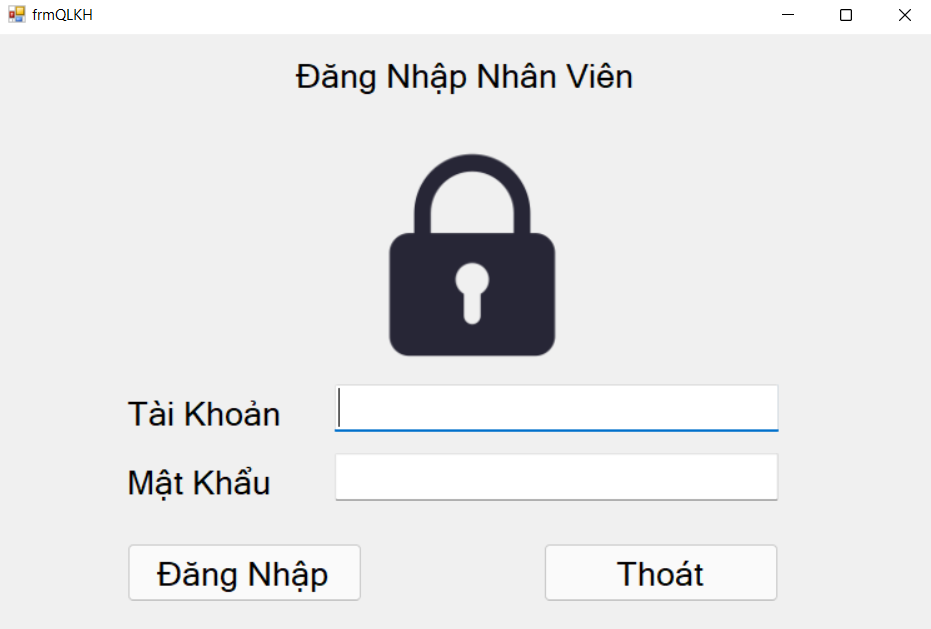 frmQLKH
Đăng Nhập Nhân Viên
Tài Khoản
Mật Khẩu
Đăng Nhập
Thoát